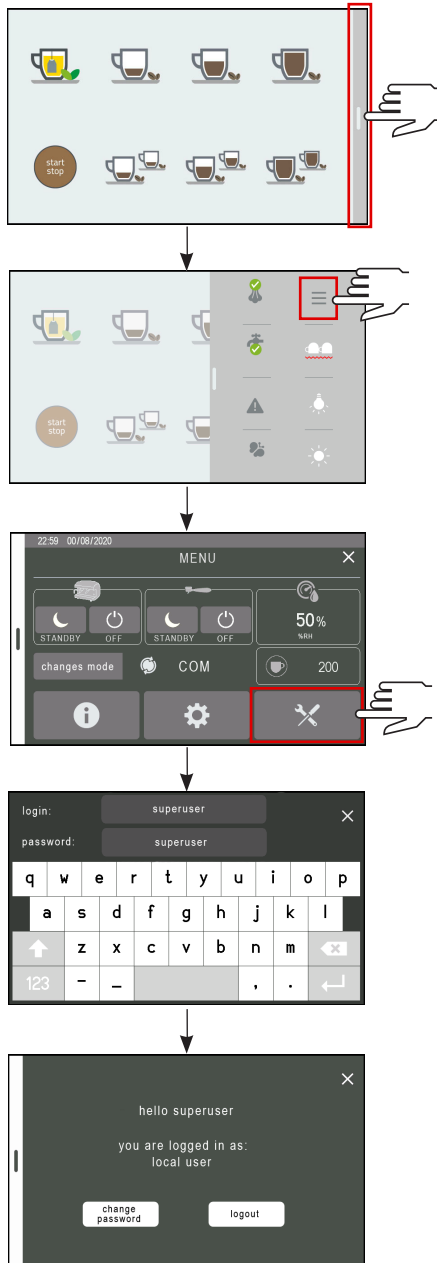 start
stop
start
stop
22:59 00/08/2020
MENU
STANDBY OFF STANDBY OFF
50%
%RH
changes mode COM 200
login: superuser
password: superuser
q w e r t y u i o p
a s d f g h j k l
z x c v b n m
123 - _ , .
hello superuser
you are logged in as:
local user
change
password
logout